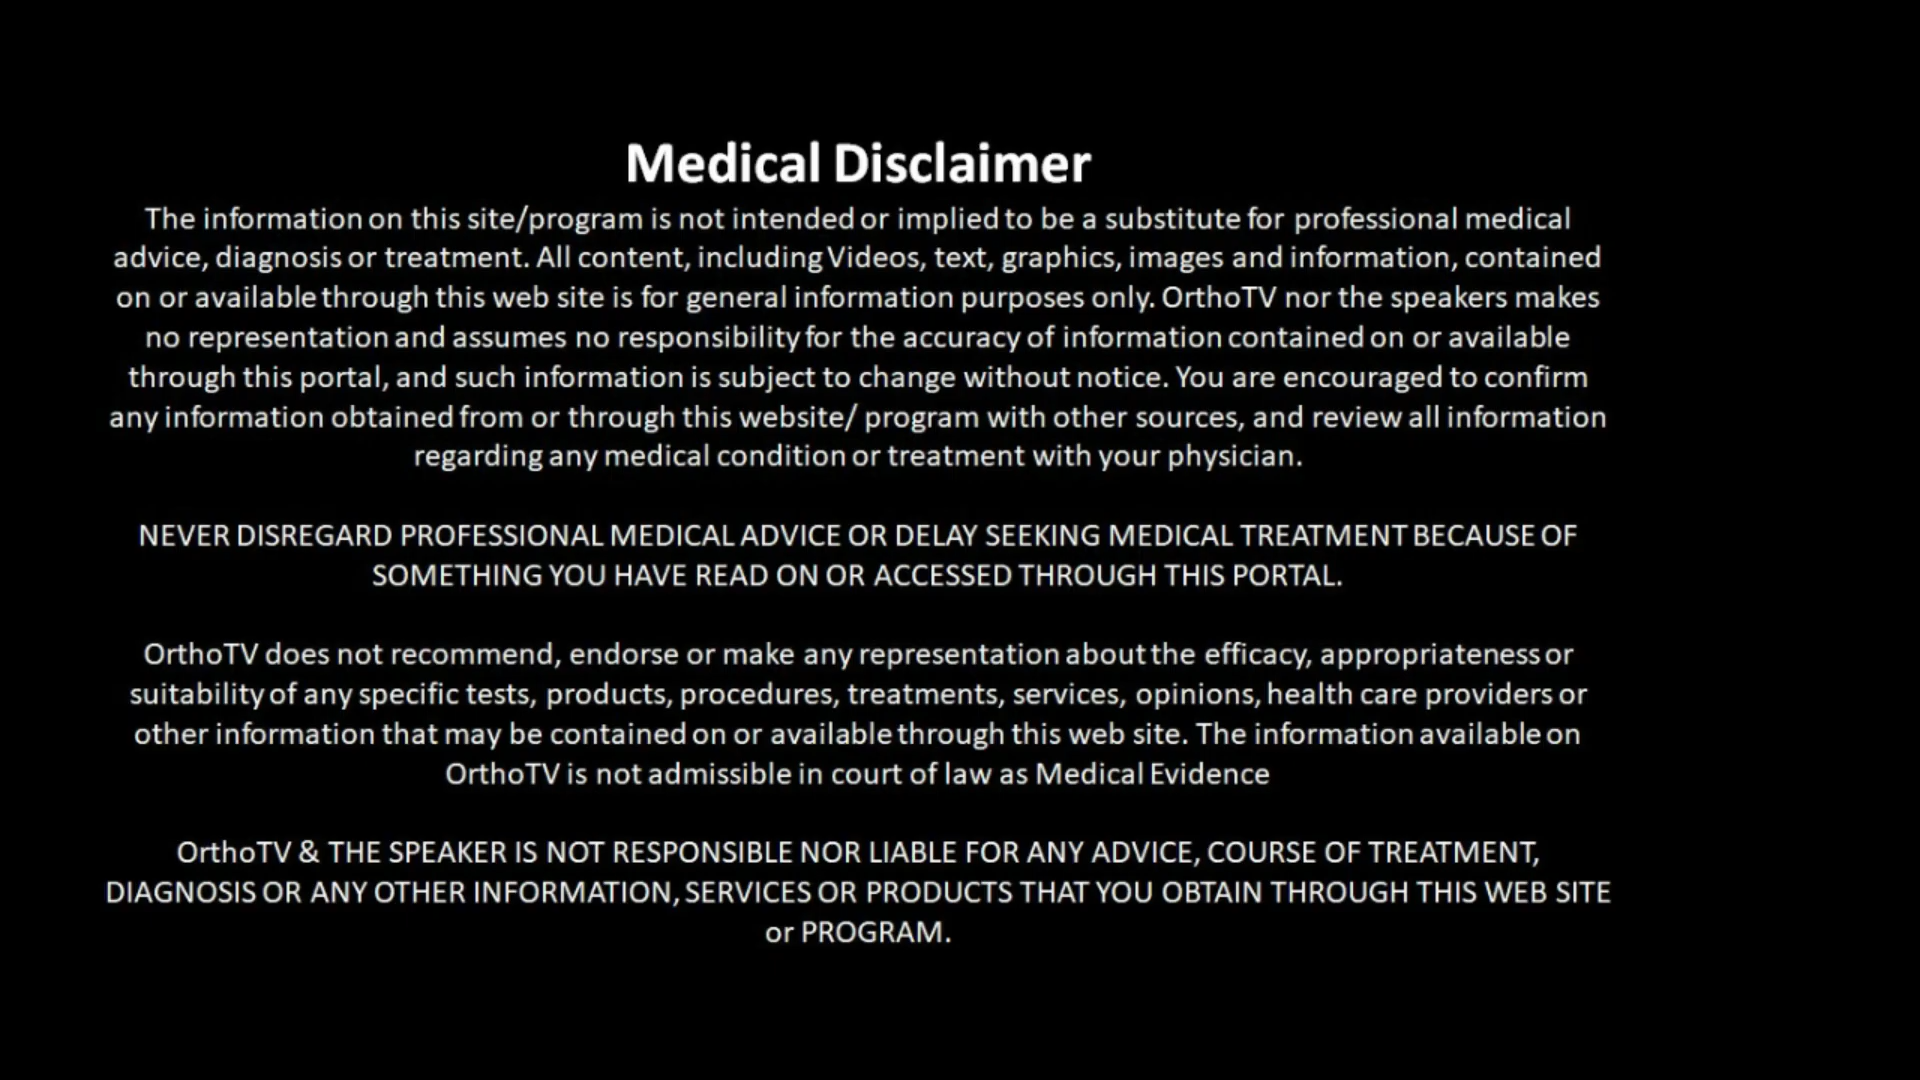 Medical Disclaimer
The information on this site/program is not intended or implied to be a substitute for professional medical
advice, diagnosis or treatment. All content, including Videos, text, graphics, images and information, contained
on or available through this web site is for general information purposes only. OrthoTV nor the speakers makes
no representation and assumes no responsibility for the accuracy of information contained on or available
through this portal, and such information is subject to change without notice. You are encouraged to confirm
any information obtained from or through this website/ program with other sources, and review all information
regarding any medical condition or treatment with your physician.
NEVER DISREGARD PROFESSIONAL MEDICAL ADVICE OR DELAY SEEKING MEDICAL TREATMENT BECAUSE OF
SOMETHING YOU HAVE READ ON OR ACCESSED THROUGH THIS PORTAL.
OrthoTV does not recommend, endorse or make any representation about the efficacy, appropriateness or
suitability of any specific tests, products, procedures, treatments, services, opinions, health care providers or
other information that may be contained on or available through this web site. The information available on
OrthoTV is not admissible in court of law as Medical Evidence
OrthoTV & THE SPEAKER IS NOT RESPONSIBLE NOR LIABLE FOR ANY ADVICE, COURSE OF TREATMENT,
DIAGNOSIS OR ANY OTHER INFORMATION, SERVICES OR PRODUCTS THAT YOU OBTAIN THROUGH THIS WEB SITE
or PROGRAM.